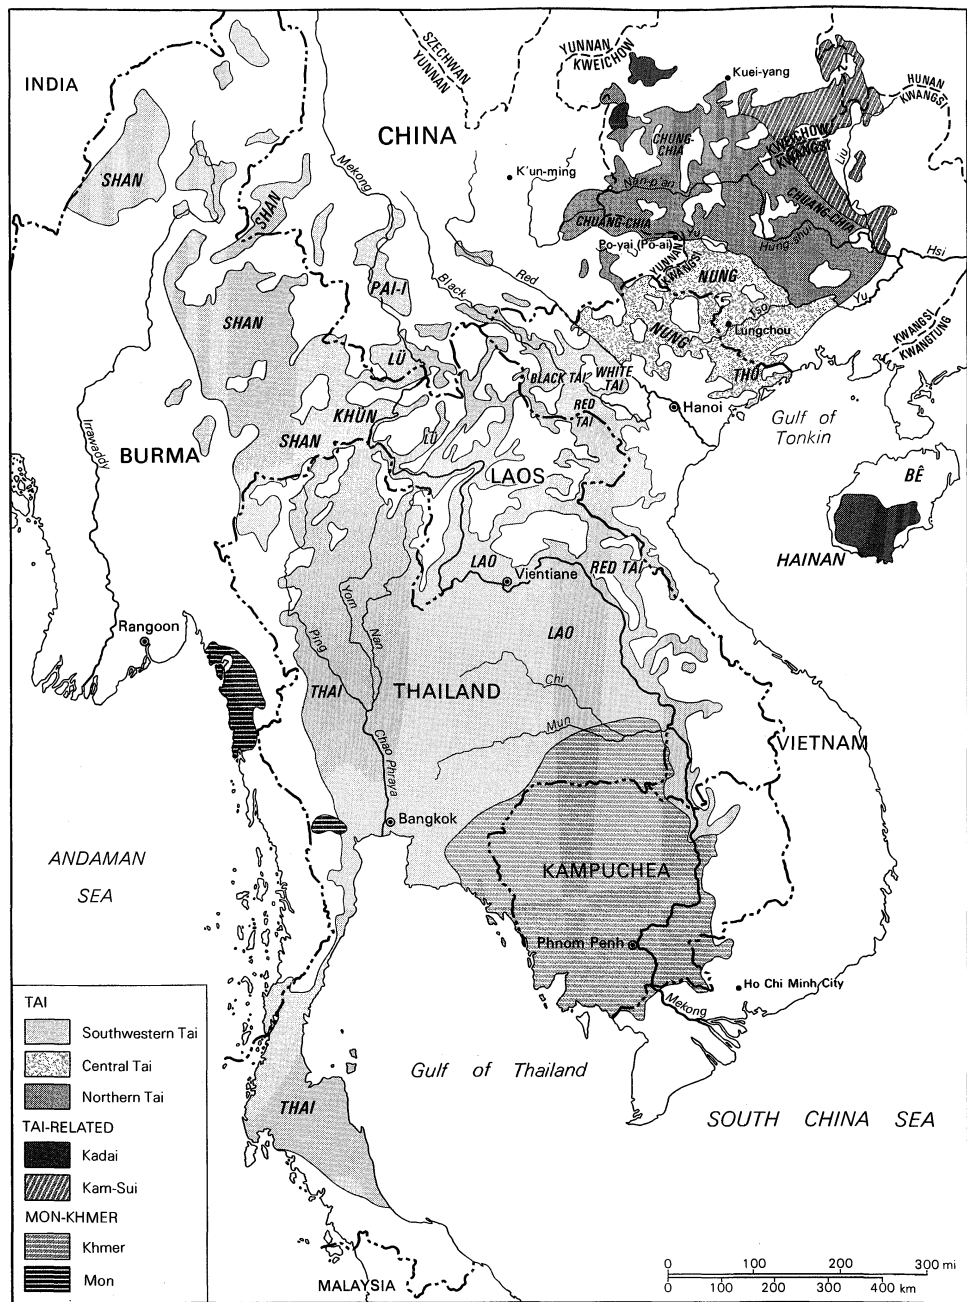 INDIA
SZECHWAN
YUNNAN
YUNNAN
KWEICHOW
Kuei-yang
HUNAN
KWANGSI
CHINA
Mekong
K'un-ming
CHUNG-
CHIA
KWEICHOW
KWANGSI
Liu
SHAN
SHAN
Nan-p'an
CHUANG-CHIA
CHUANG-CHIA
Po-yai (Po-ai)
Yu
Hung-shui
Hsi
YUNNAN
KWANGSI
NUNG
PAI-I
Black
Red
Tso
Yu
Lungchou
SHAN
NUNG
KWANGSI
KWANGTUNG
LÜ
BLACK TAI
WHITE
TAI
THO
Hanoi
RED
TAI
Gulf of
Tonkin
KHÜN
SHAN
LÜ
Irrawaddy
BURMA
LAOS
BÊ
HAINAN
LAO
Vientiane
RED TAI
Yom
Nan
Ping
Rangoon
LAO
THAI
THAILAND
Chi
Mun
Chao Phraya
VIETNAM
Bangkok
ANDAMAN
SEA
KAMPUCHEA
Phnom Penh
Ho Chi Minh City
Mekong
Gulf of Thailand
SOUTH CHINA SEA
THAI
MALAYSIA
TAI
Southwestern Tai
Central Tai
Northern Tai
TAI-RELATED
Kadai
Kam-Sui
MON-KHMER
Khmer
Mon
0 100 200 300 mi
0 100 200 300 400 km